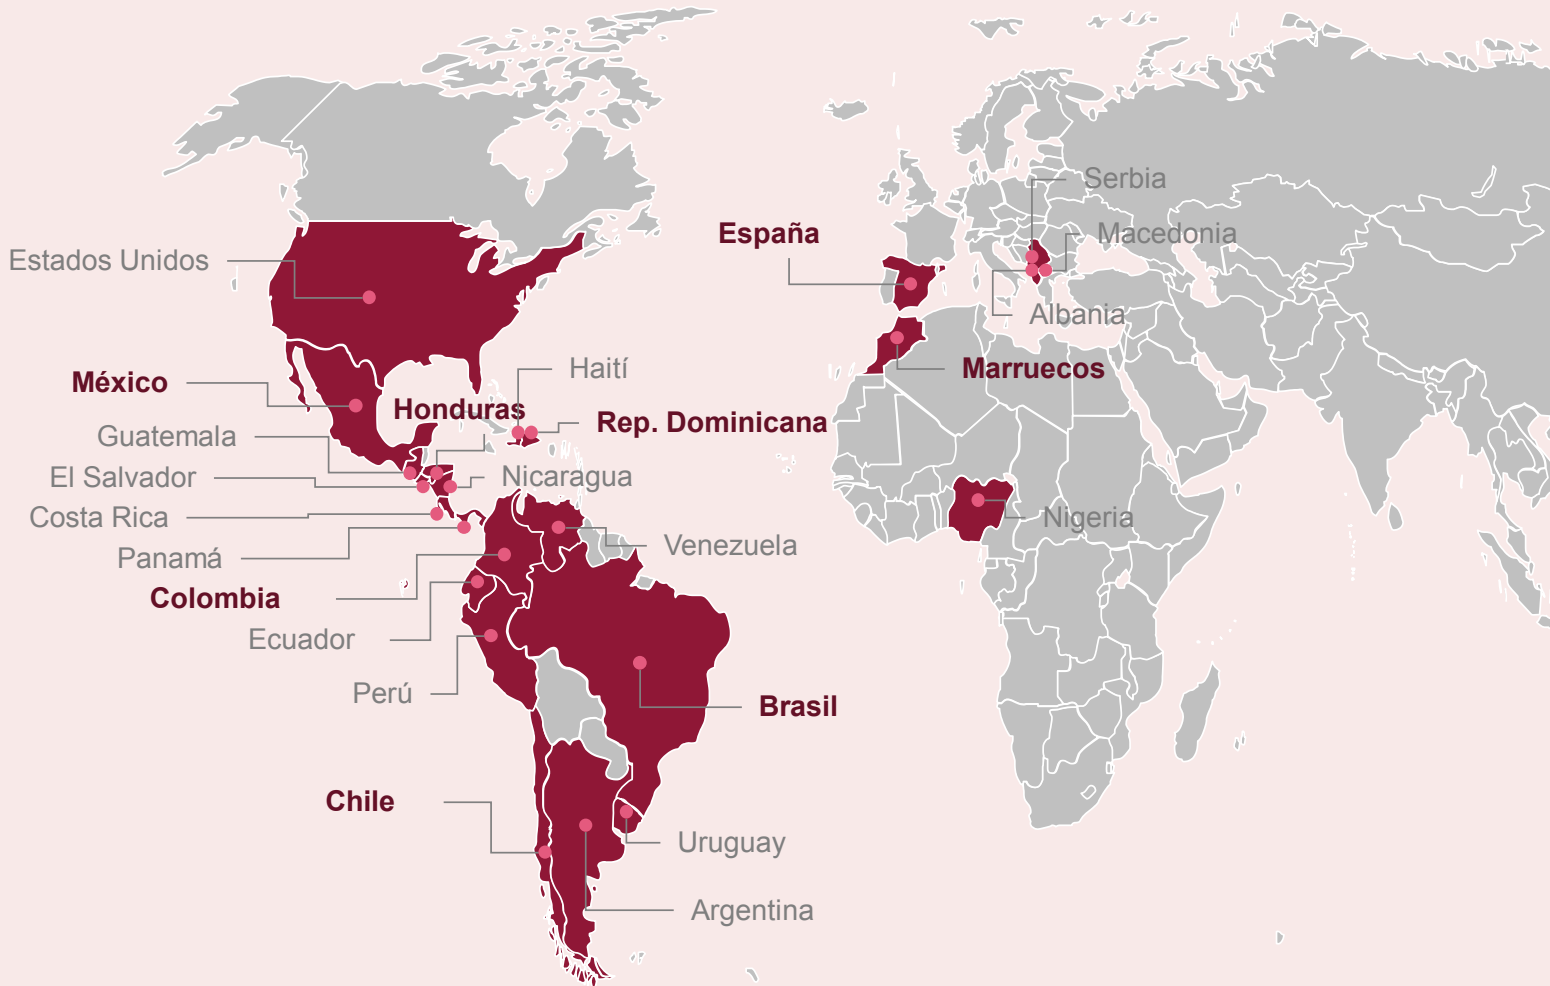 Serbia
España
Macedonia
Estados Unidos
Albania
Haití
Marruecos
México
Honduras
Rep. Dominicana
Guatemala
El Salvador
Nicaragua
Costa Rica
Nigeria
Panamá
Venezuela
Colombia
Ecuador
Perú
Brasil
Chile
Uruguay
Argentina